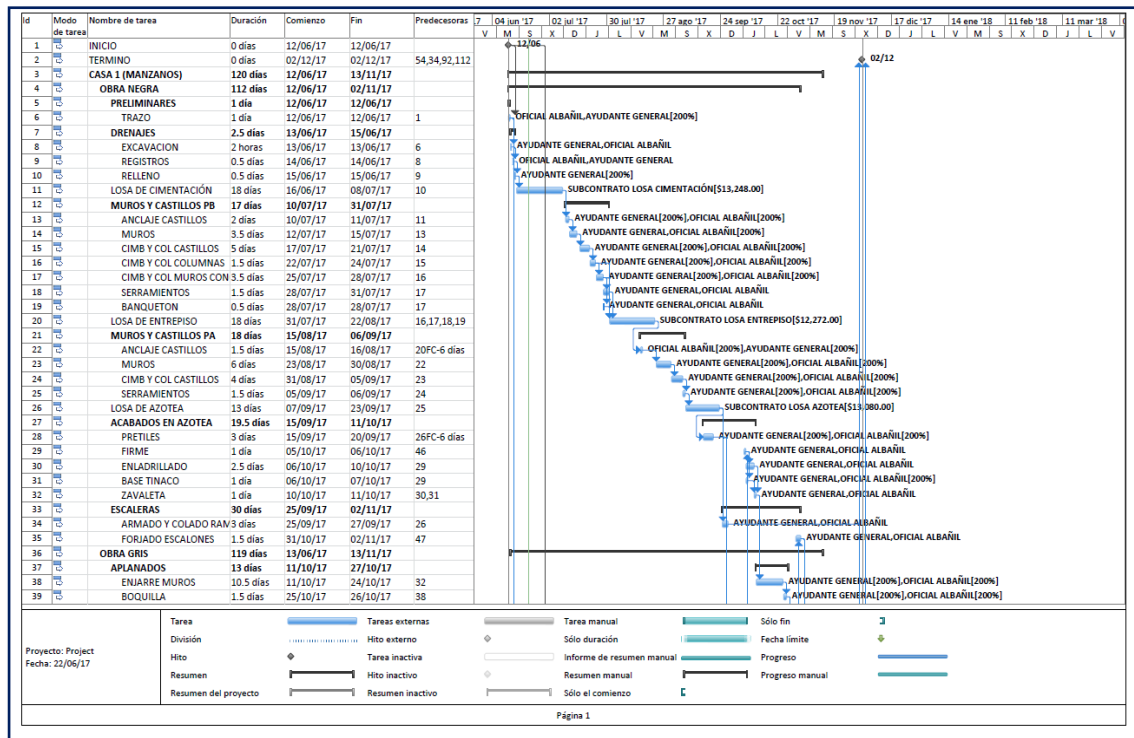 Id Modo de tarea Nombre de tarea Duración Comienzo Fin Predecesoras 17 04 jun '17 02 jul '17 30 jul '17 27 ago '17 24 sep '17 22 oct '17 19 nov '17 17 dic '17 14 ene '18 11 feb '18 11 mar '18
V M S X D J L V M S X D J L V M S X D J L V M S X D J L V
1 INICIO 0 días 12/06/17 12/06/17 12/06
2 TERMINO 0 días 02/12/17 02/12/17 54,34,92,112 02/12
3 CASA 1 (MANZANOS) 120 días 12/06/17 13/11/17
4 OBRA NEGRA 112 días 12/06/17 02/11/17
5 PRELIMINARES 1 día 12/06/17 12/06/17
6 TRAZO 1 día 12/06/17 12/06/17 1 OFICIAL ALBAÑIL,AYUDANTE GENERAL[200%]
7 DRENAJES 2.5 días 13/06/17 15/06/17
8 EXCAVACION 2 horas 13/06/17 13/06/17 6 AYUDANTE GENERAL,OFICIAL ALBAÑIL
9 REGISTROS 0.5 días 14/06/17 14/06/17 8 OFICIAL ALBAÑIL,AYUDANTE GENERAL
10 RELLENO 0.5 días 15/06/17 15/06/17 9 AYUDANTE GENERAL[200%]
11 LOSA DE CIMENTACIÓN 18 días 16/06/17 08/07/17 10 SUBCONTRATO LOSA CIMENTACIÓN[$13,248.00]
12 MUROS Y CASTILLOS PB 17 días 10/07/17 31/07/17
13 ANCLAJE CASTILLOS 2 días 10/07/17 11/07/17 11 AYUDANTE GENERAL[200%],OFICIAL ALBAÑIL[200%]
14 MUROS 3.5 días 12/07/17 15/07/17 13 AYUDANTE GENERAL,OFICIAL ALBAÑIL[200%]
15 CIMB Y COL CASTILLOS 5 días 17/07/17 21/07/17 14 AYUDANTE GENERAL[200%],OFICIAL ALBAÑIL[200%]
16 CIMB Y COL COLUMNAS 1.5 días 22/07/17 24/07/17 15 AYUDANTE GENERAL[200%],OFICIAL ALBAÑIL[200%]
17 CIMB Y COL MUROS CON 3.5 días 25/07/17 28/07/17 16 AYUDANTE GENERAL[200%],OFICIAL ALBAÑIL[200%]
18 SERRAMIENTOS 1.5 días 28/07/17 31/07/17 17 AYUDANTE GENERAL,OFICIAL ALBAÑIL[200%]
19 BANQUETON 0.5 días 28/07/17 28/07/17 17 AYUDANTE GENERAL,OFICIAL ALBAÑIL
20 LOSA DE ENTREPISO 18 días 31/07/17 22/08/17 16,17,18,19 SUBCONTRATO LOSA ENTREPISO[$12,272.00]
21 MUROS Y CASTILLOS PA 18 días 15/08/17 06/09/17
22 ANCLAJE CASTILLOS 1.5 días 15/08/17 16/08/17 20FC-6 días OFICIAL ALBAÑIL[200%],AYUDANTE GENERAL[200%]
23 MUROS 6 días 23/08/17 30/08/17 22 AYUDANTE GENERAL[200%],OFICIAL ALBAÑIL[200%]
24 CIMB Y COL CASTILLOS 4 días 31/08/17 05/09/17 23 AYUDANTE GENERAL[200%],OFICIAL ALBAÑIL[200%]
25 SERRAMIENTOS 1.5 días 05/09/17 06/09/17 24 AYUDANTE GENERAL[200%],OFICIAL ALBAÑIL[200%]
26 LOSA DE AZOTEA 13 días 07/09/17 23/09/17 25 SUBCONTRATO LOSA AZOTEA[$13,080.00]
27 ACABADOS EN AZOTEA 19.5 días 15/09/17 11/10/17
28 PRETILES 3 días 15/09/17 20/09/17 26FC-6 días AYUDANTE GENERAL[200%],OFICIAL ALBAÑIL[200%]
29 FIRME 1 día 05/10/17 06/10/17 46 AYUDANTE GENERAL,OFICIAL ALBAÑIL
30 ENLADRILLADO 2.5 días 06/10/17 10/10/17 29 AYUDANTE GENERAL,OFICIAL ALBAÑIL
31 BASE TINACO 1 día 06/10/17 07/10/17 29 AYUDANTE GENERAL,OFICIAL ALBAÑIL[200%]
32 ZAVALETA 1 día 10/10/17 11/10/17 30,31 AYUDANTE GENERAL,OFICIAL ALBAÑIL
33 ESCALERAS 30 días 25/09/17 02/11/17
34 ARMADO Y COLADO RAM 3 días 25/09/17 27/09/17 26 AYUDANTE GENERAL,OFICIAL ALBAÑIL
35 FORJADO ESCALONES 1.5 días 31/10/17 02/11/17 47 AYUDANTE GENERAL,OFICIAL ALBAÑIL
36 OBRA GRIS 119 días 13/06/17 13/11/17
37 APLANADOS 13 días 11/10/17 27/10/17
38 ENJARRE MUROS 10.5 días 11/10/17 24/10/17 32 AYUDANTE GENERAL[200%],OFICIAL ALBAÑIL[200%]
39 BOQUILLA 1.5 días 25/10/17 26/10/17 38 AYUDANTE GENERAL[200%],OFICIAL ALBAÑIL[200%]
Proyecto: Project
Fecha: 22/06/17
Tarea Tareas externas Tarea manual Sólo fin
División Hito externo Sólo duración Fecha límite
Hito Tarea inactiva Informe de resumen manual Progreso
Resumen Hito inactivo Resumen manual Progreso manual
Resumen del proyecto Resumen inactivo Sólo el comienzo
Página 1